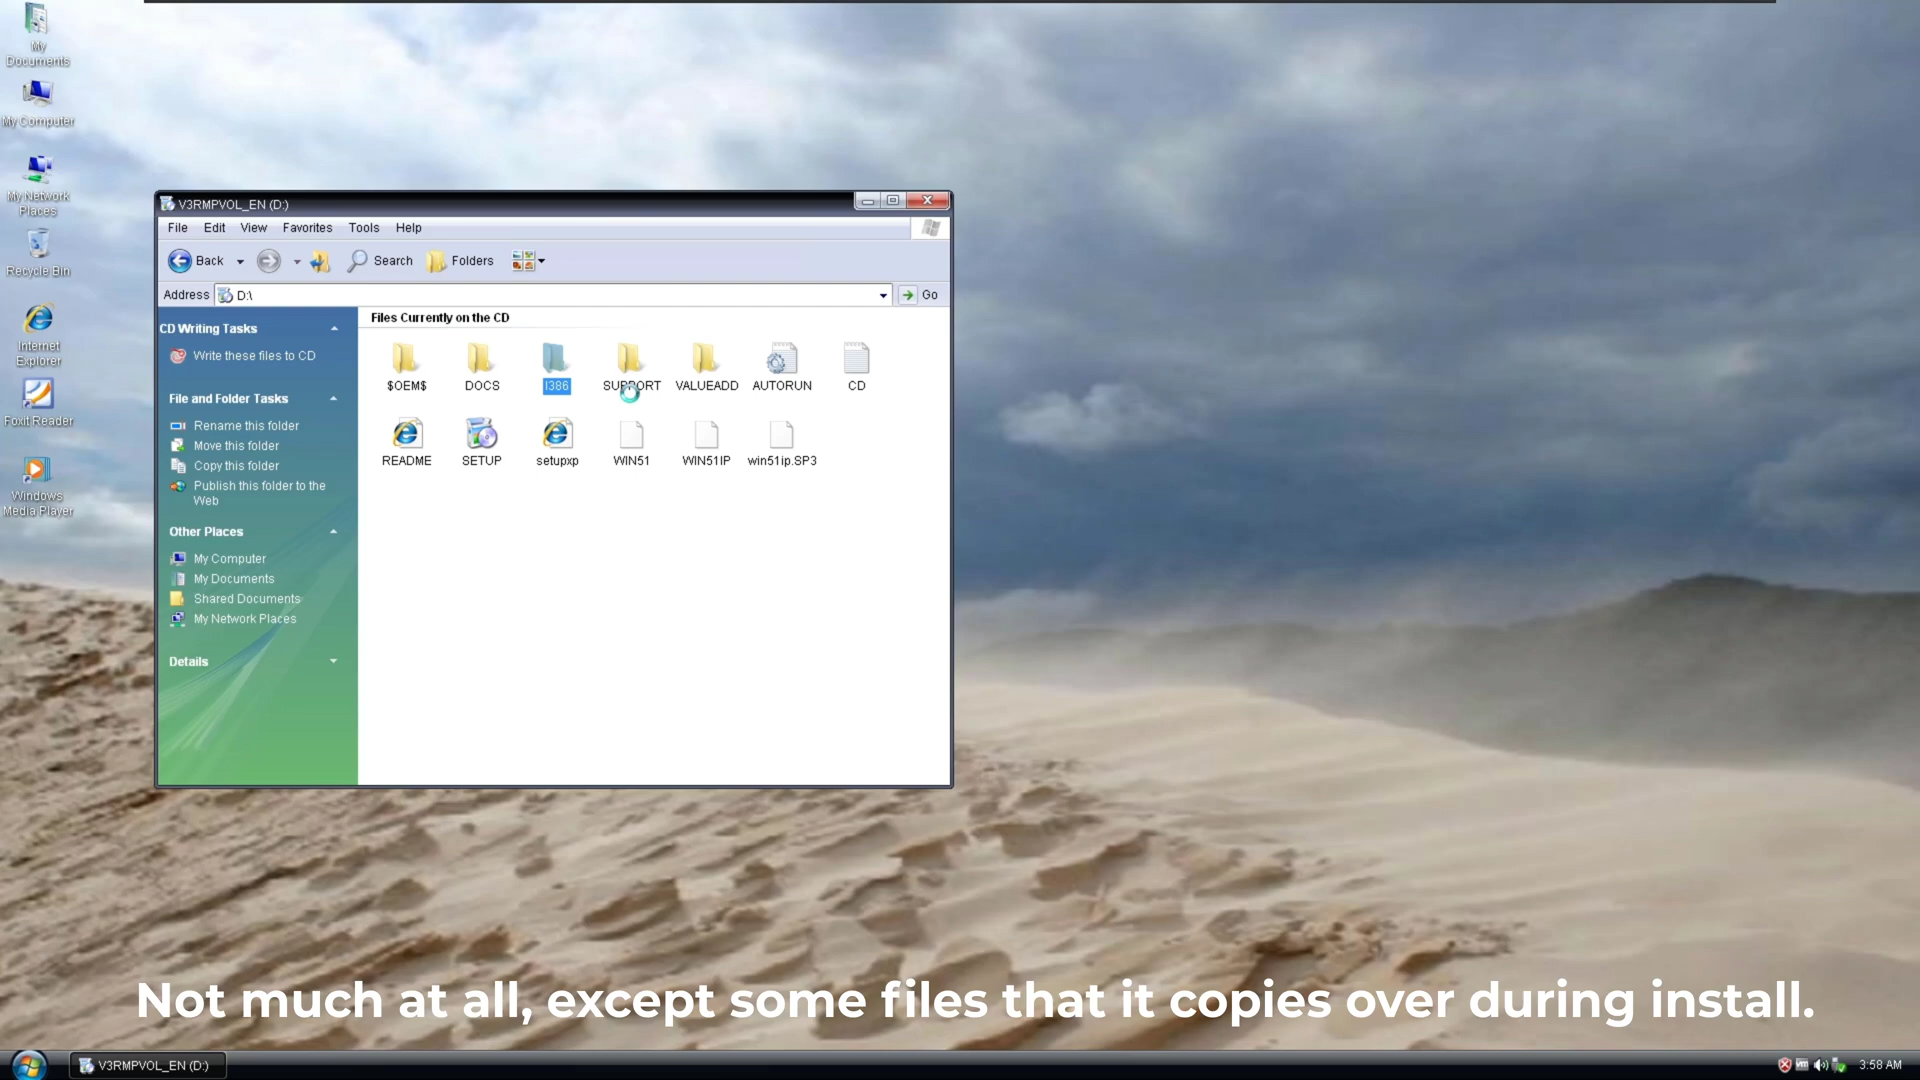 My
Documents
My Computer
My Network
Places
Recycle Bin
Internet
Explorer
Foxit Reader
Windows
Media Player
V3RMPVOL_EN (D:)
File Edit View Favorites Tools Help
Back Search Folders
Address D:\ Go
CD Writing Tasks
Write these files to CD
File and Folder Tasks
Rename this folder
Move this folder
Copy this folder
Publish this folder to the
Web
Other Places
My Computer
My Documents
Shared Documents
My Network Places
Details
Files Currently on the CD
$OEM$ DOCS I386 SUPPORT VALUEADD AUTORUN CD
README SETUP setupxp WIN51 WIN51IP win51ip.SP3
Not much at all, except some files that it copies over during install.
V3RMPVOL_EN (D:)
vm
3:58 AM